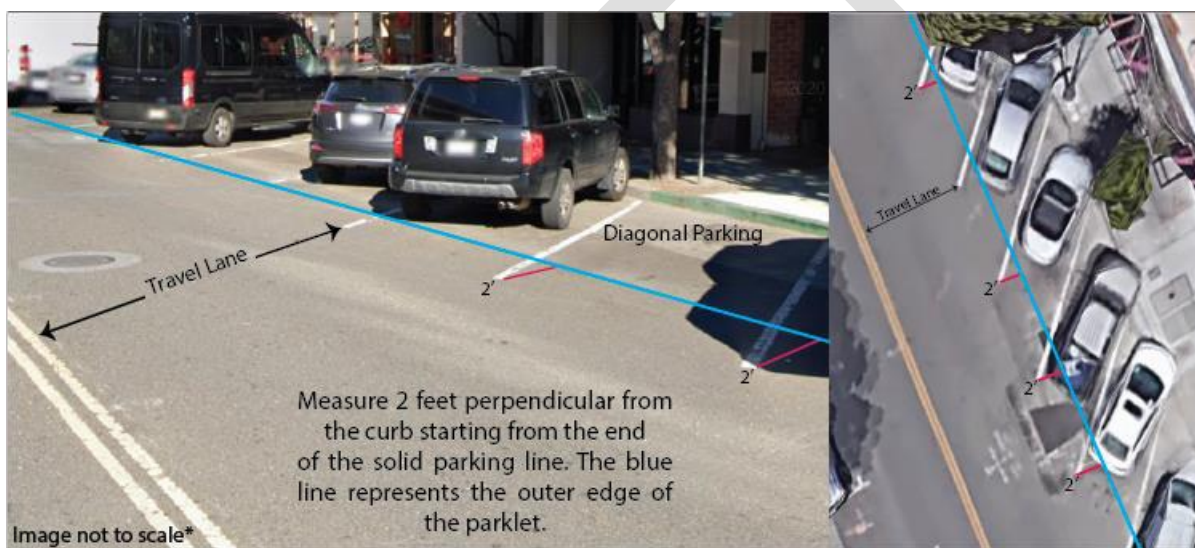 Travel Lane
Diagonal Parking
2'
2'
Measure 2 feet perpendicular from
the curb starting from the end
of the solid parking line. The blue
line represents the outer edge of
the parklet.
Image not to scale*
2'
Travel Lane
2'
2'
2'